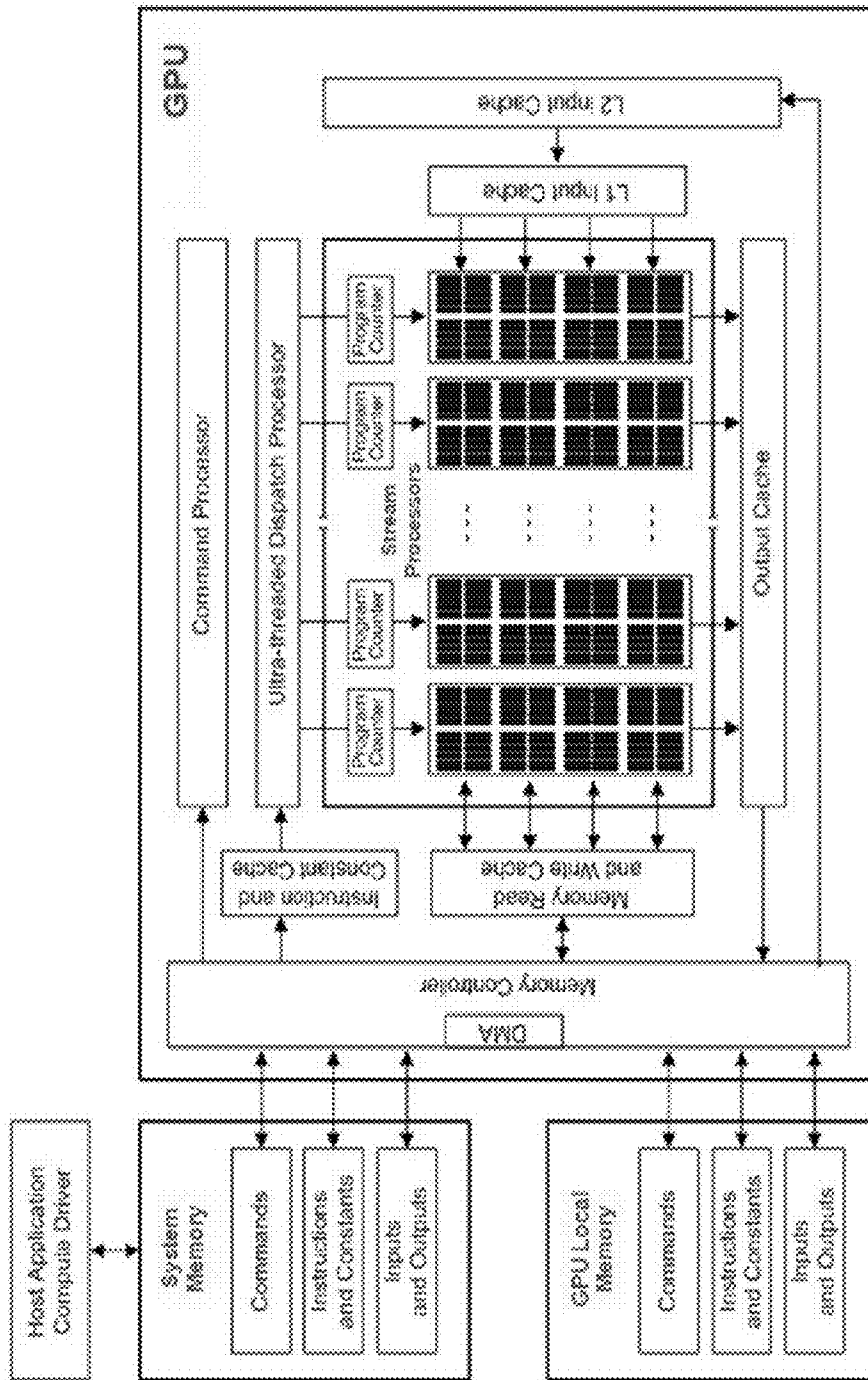 Host Application
Compute Driver
System
Memory
Commands
Instructions
and Constants
Inputs
and Outputs
GPU Local
Memory
Commands
Instructions
and Constants
Inputs
and Outputs
GPU
Memory Controller
DMA
Command Processor
Instruction and
Constant Cache
Ultra-threaded Dispatch Processor
Memory Read
and Write Cache
Program
Counter
Program
Counter
Program
Counter
Program
Counter
Stream
Processors
L1 Input Cache
L2 Input Cache
Output Cache